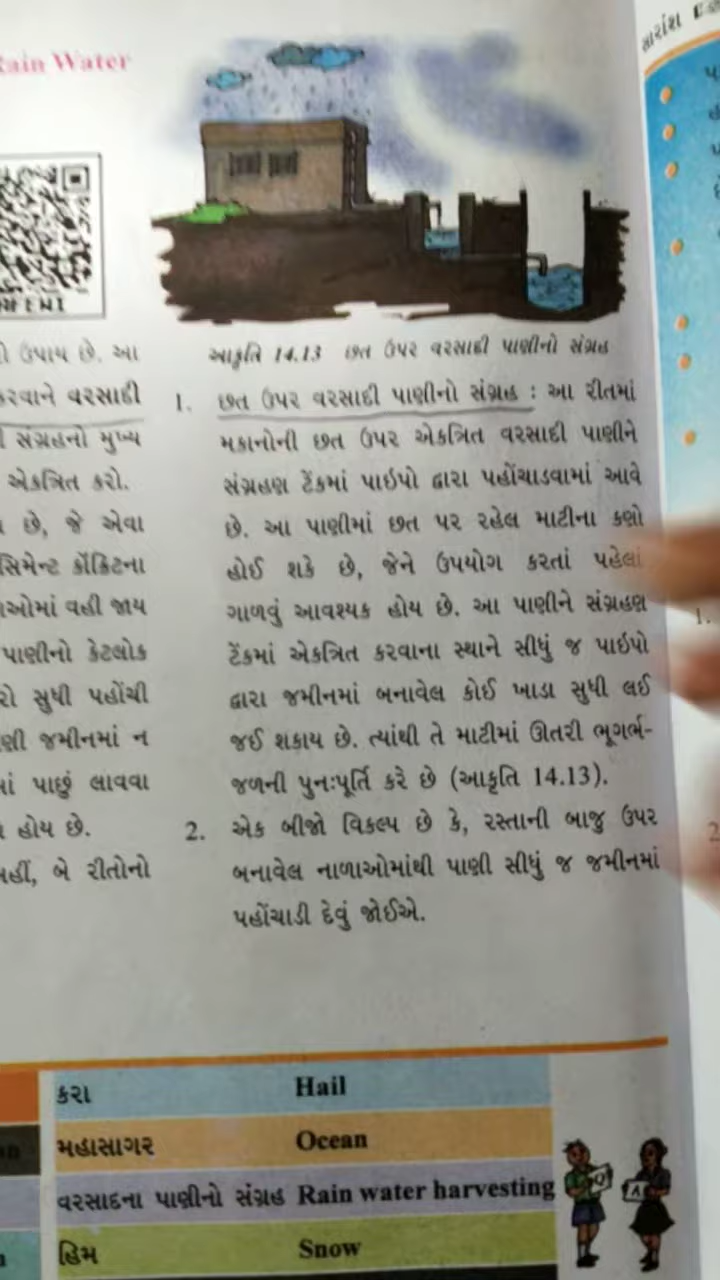 Rain Water
ઉપાય છે. આ
કરવાને વરસાદી
સંગ્રહનો મુખ્ય
એકત્રિત કરો.
છે, જે એવા
સિમેન્ટ કૉંક્રિટના
વહી જાય
પાણીનો કેટલોક
સુધી પહોંચી
જમીનમાં ન
પાછું લાવવા
હોય છે.
બે રીતોનો
આકૃતિ 14.13 છત ઉપર વરસાદી પાણીનો સંગ્રહ
1. છત ઉપર વરસાદી પાણીનો સંગ્રહ : આ રીતમાં
મકાનોની છત ઉપર એકત્રિત વરસાદી પાણીને
સંગ્રહણ ટૅંકમાં પાઇપો દ્વારા પહોંચાડવામાં આવે
છે. આ પાણીમાં છત પર રહેલ માટીના કણો
હોઈ શકે છે, જેને ઉપયોગ કરતાં પહેલાં
ગાળવું આવશ્યક હોય છે. આ પાણીને સંગ્રહણ
ટૅંકમાં એકત્રિત કરવાના સ્થાને સીધું જ પાઇપો
દ્વારા જમીનમાં બનાવેલ કોઈ ખાડા સુધી લઈ
જઈ શકાય છે. ત્યાંથી તે માટીમાં ઊતરી ભૂગર્ભ-
જળની પુનઃપૂર્તિ કરે છે (આકૃતિ 14.13).
2. એક બીજો વિકલ્પ છે કે, રસ્તાની બાજુ ઉપર
બનાવેલ નાળાઓમાંથી પાણી સીધું જ જમીનમાં
પહોંચાડી દેવું જોઈએ.
કરા Hail
મહાસાગર Ocean
વરસાદના પાણીનો સંગ્રહ Rain water harvesting
હિમ Snow
સારાંશ
1.
2